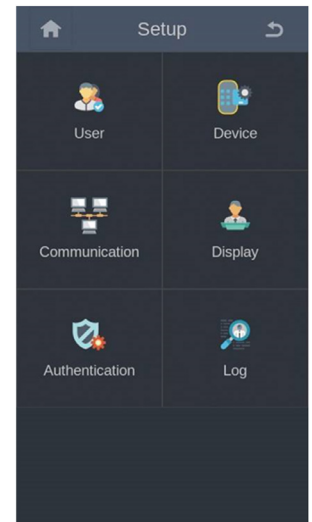 Setup
User
Device
Communication
Display
Authentication
Log